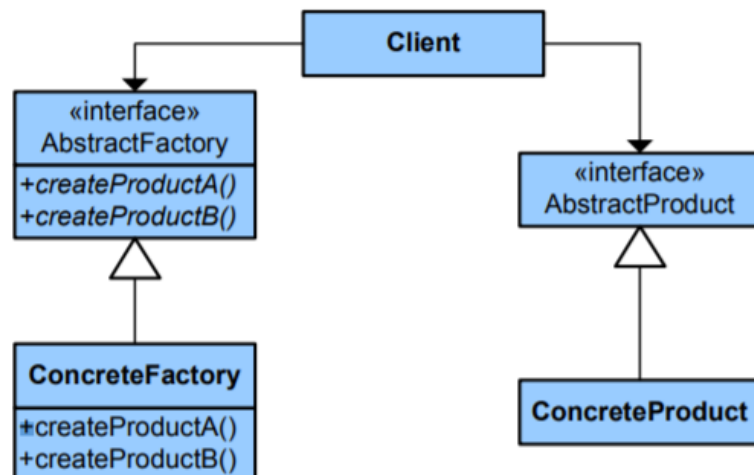 Client
«interface»
AbstractFactory
+createProductA()
+createProductB()
«interface»
AbstractProduct
ConcreteFactory
+createProductA()
+createProductB()
ConcreteProduct